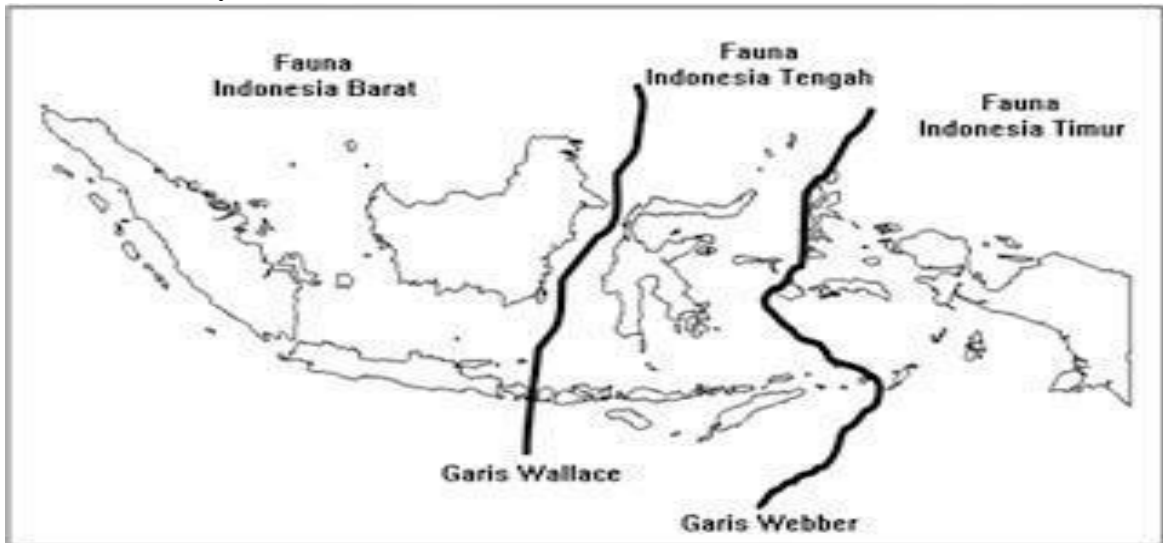 Fauna
Indonesia Barat
Fauna
Indonesia Tengah
Fauna
Indonesia Timur
Garis Wallace
Garis Webber